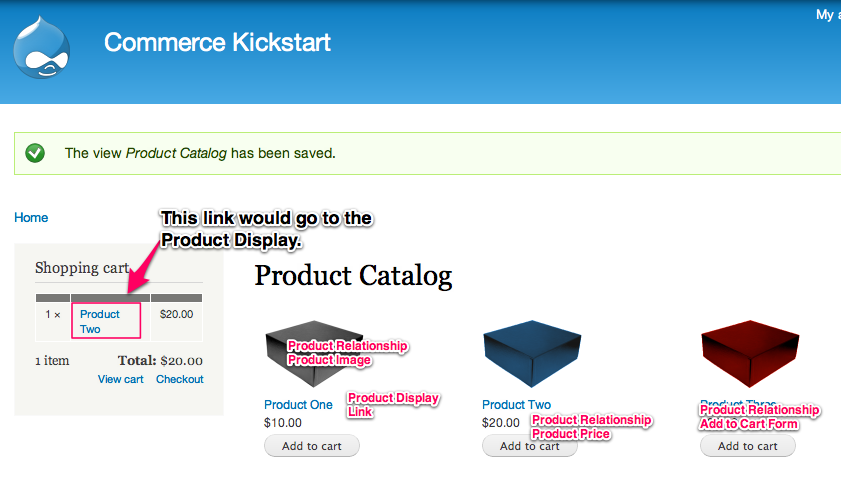 My a
Commerce Kickstart
The view Product Catalog has been saved.
Home
This link would go to the
Product Display.
Shopping cart
1 × Product Two $20.00
1 item Total: $20.00
View cart Checkout
Product Catalog
Product Relationship
Product Image
Product One
Product Display
Link
$10.00
Add to cart
Product Two
$20.00
Product Relationship
Product Price
Add to cart
Product Three
Product Relationship
Add to Cart Form
Add to cart